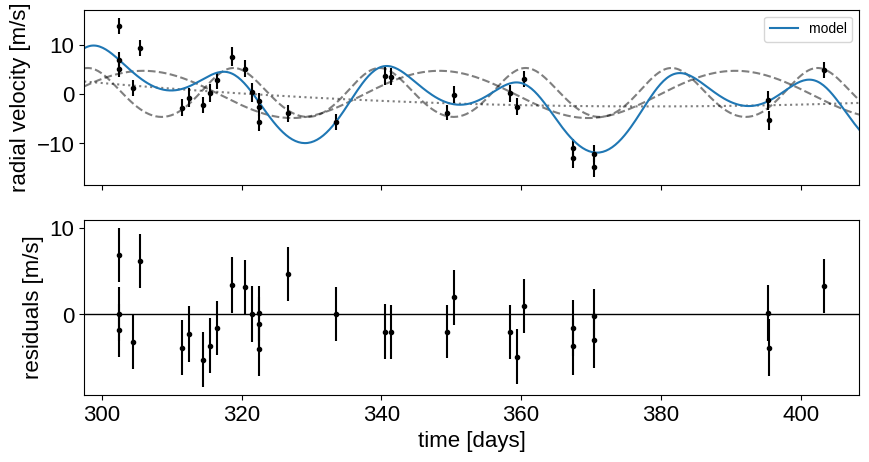 radial velocity [m/s]
10
0
−10
model
residuals [m/s]
10
0
300
320
340
360
380
400
time [days]